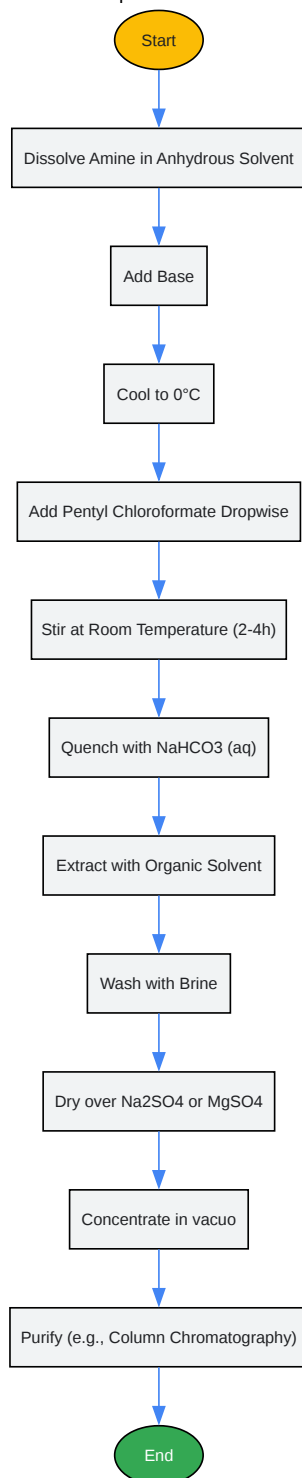 Start
Dissolve Amine in Anhydrous Solvent
Add Base
Cool to 0°C
Add Pentyl Chloroformate Dropwise
Stir at Room Temperature (2-4h)
Quench with NaHCO3 (aq)
Extract with Organic Solvent
Wash with Brine
Dry over Na2SO4 or MgSO4
Concentrate in vacuo
Purify (e.g., Column Chromatography)
End